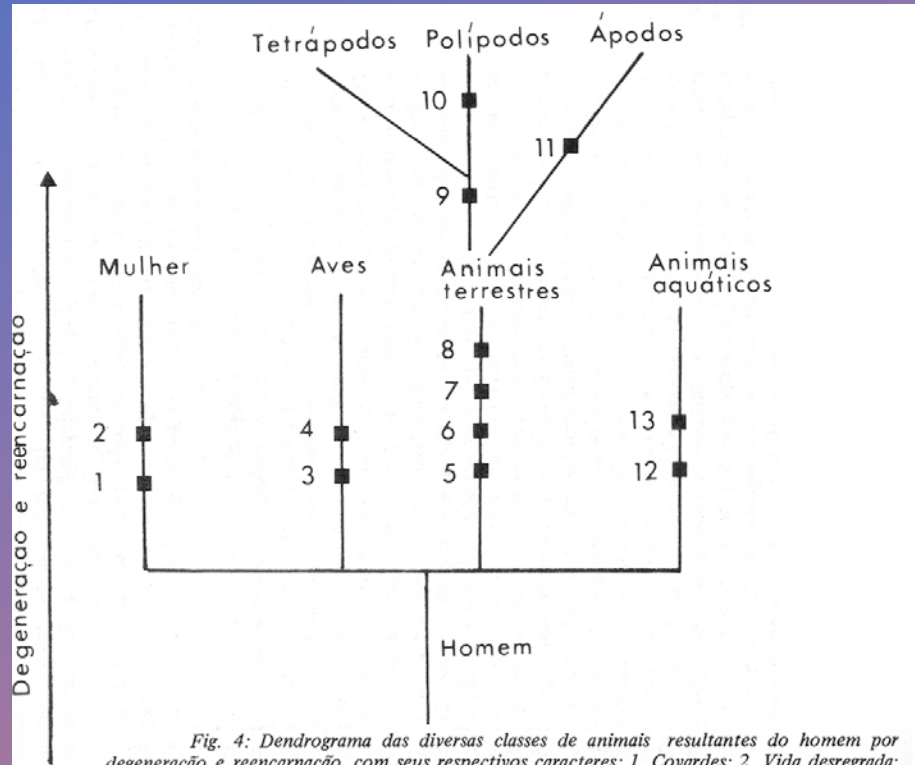 Tetrápodos Polípodos Ápodos
10
11
9
Mulher Aves Animais terrestres Animais aquáticos
8
7
2 4 6 13
1 3 5 12
Homem
Degeneração e reencarnação
Fig. 4: Dendrograma das diversas classes de animais resultantes do homem por
degeneração e reencarnação, com seus respectivos caracteres: 1. Covardes; 2. Vida desregrada;